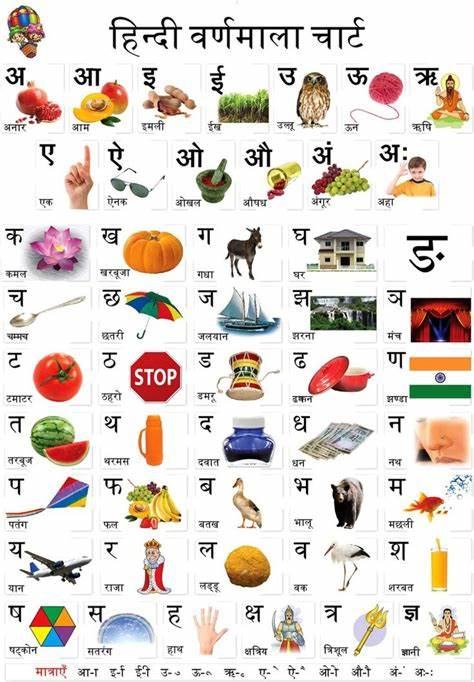 हिन्दी वर्णमाला चार्ट
अ आ इ ई उ ऊ ऋ
अनार आम इमली ईख उल्लू ऊन ऋषि
ए ऐ ओ औ अं अः
एक ऐनक ओखल औषध अंगूर अहा
क ख ग घ ङ
कमल खरबूजा गधा घर
च छ ज झ ञ
चम्मच छतरी जलयान झरना मंच
ट ठ ड ढ ण
STOP
टमाटर ठहरो डमरू ढक्कन झण्डा
त थ द ध न
तरबूज थरमस दवात धन नथ
प फ ब भ म
पतंग फल बतख भालू मछली
य र ल व श
यान राजा लड्डू बक शरबत
ष स ह क्ष त्र ज्ञ
षट्कोन सतरंगी हाथ क्षत्रिय त्रिशूल ज्ञानी
मात्राएँ आ-ा इ-ि ई-ी उ-ु ऊ-ू ऋ-ृ ए-े ऐ-ै ओ-ो औ-ौ अं-ं अः-ः